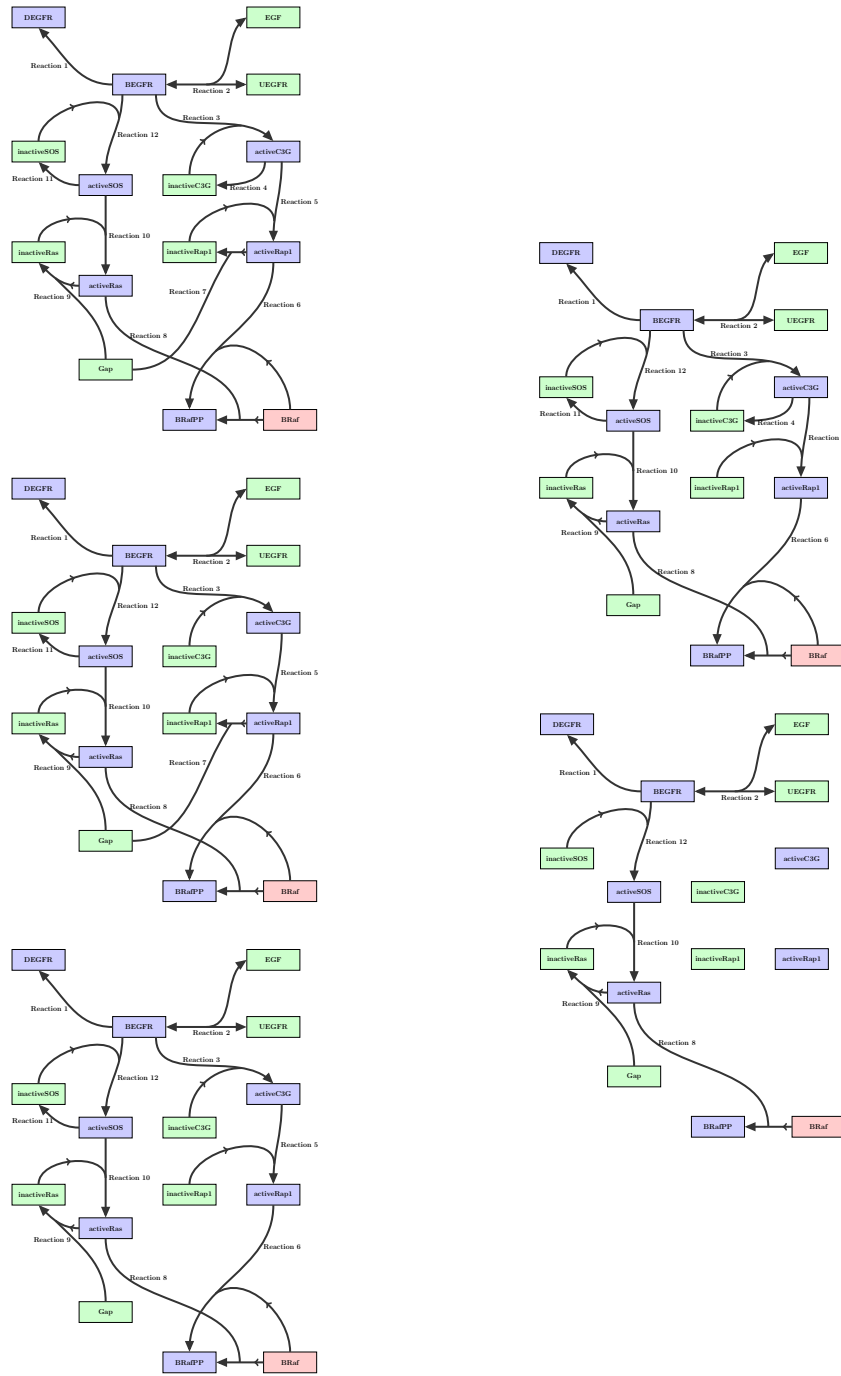 DEGFR
EGF
Reaction 1
BEGFR
UEGFR
Reaction 2
Reaction 3
Reaction 12
inactiveSOS
activeC3G
Reaction 11
activeSOS
inactiveC3G
Reaction 4
Reaction 5
Reaction 10
inactiveRas
inactiveRap1
activeRap1
activeRas
Reaction 7
Reaction 9
Reaction 6
Reaction 8
Gap
BRafPP
BRaf
DEGFR
EGF
Reaction 1
BEGFR
UEGFR
Reaction 2
Reaction 3
Reaction 12
inactiveSOS
activeC3G
Reaction 11
activeSOS
inactiveC3G
Reaction 5
Reaction 10
inactiveRas
inactiveRap1
activeRap1
activeRas
Reaction 7
Reaction 9
Reaction 6
Reaction 8
Gap
BRafPP
BRaf
DEGFR
EGF
Reaction 1
BEGFR
UEGFR
Reaction 2
Reaction 3
Reaction 12
inactiveSOS
activeC3G
Reaction 11
activeSOS
inactiveC3G
Reaction 5
Reaction 10
inactiveRas
inactiveRap1
activeRap1
activeRas
Reaction 9
Reaction 6
Reaction 8
Gap
BRafPP
BRaf
DEGFR
EGF
Reaction 1
BEGFR
UEGFR
Reaction 2
Reaction 3
Reaction 12
inactiveSOS
activeC3G
Reaction 11
activeSOS
inactiveC3G
Reaction 4
Reaction
Reaction 10
inactiveRas
inactiveRap1
activeRap1
activeRas
Reaction 9
Reaction 6
Reaction 8
Gap
BRafPP
BRaf
DEGFR
EGF
Reaction 1
BEGFR
UEGFR
Reaction 2
Reaction 12
inactiveSOS
activeC3G
activeSOS
inactiveC3G
Reaction 10
inactiveRas
inactiveRap1
activeRap1
activeRas
Reaction 9
Reaction 8
Gap
BRafPP
BRaf